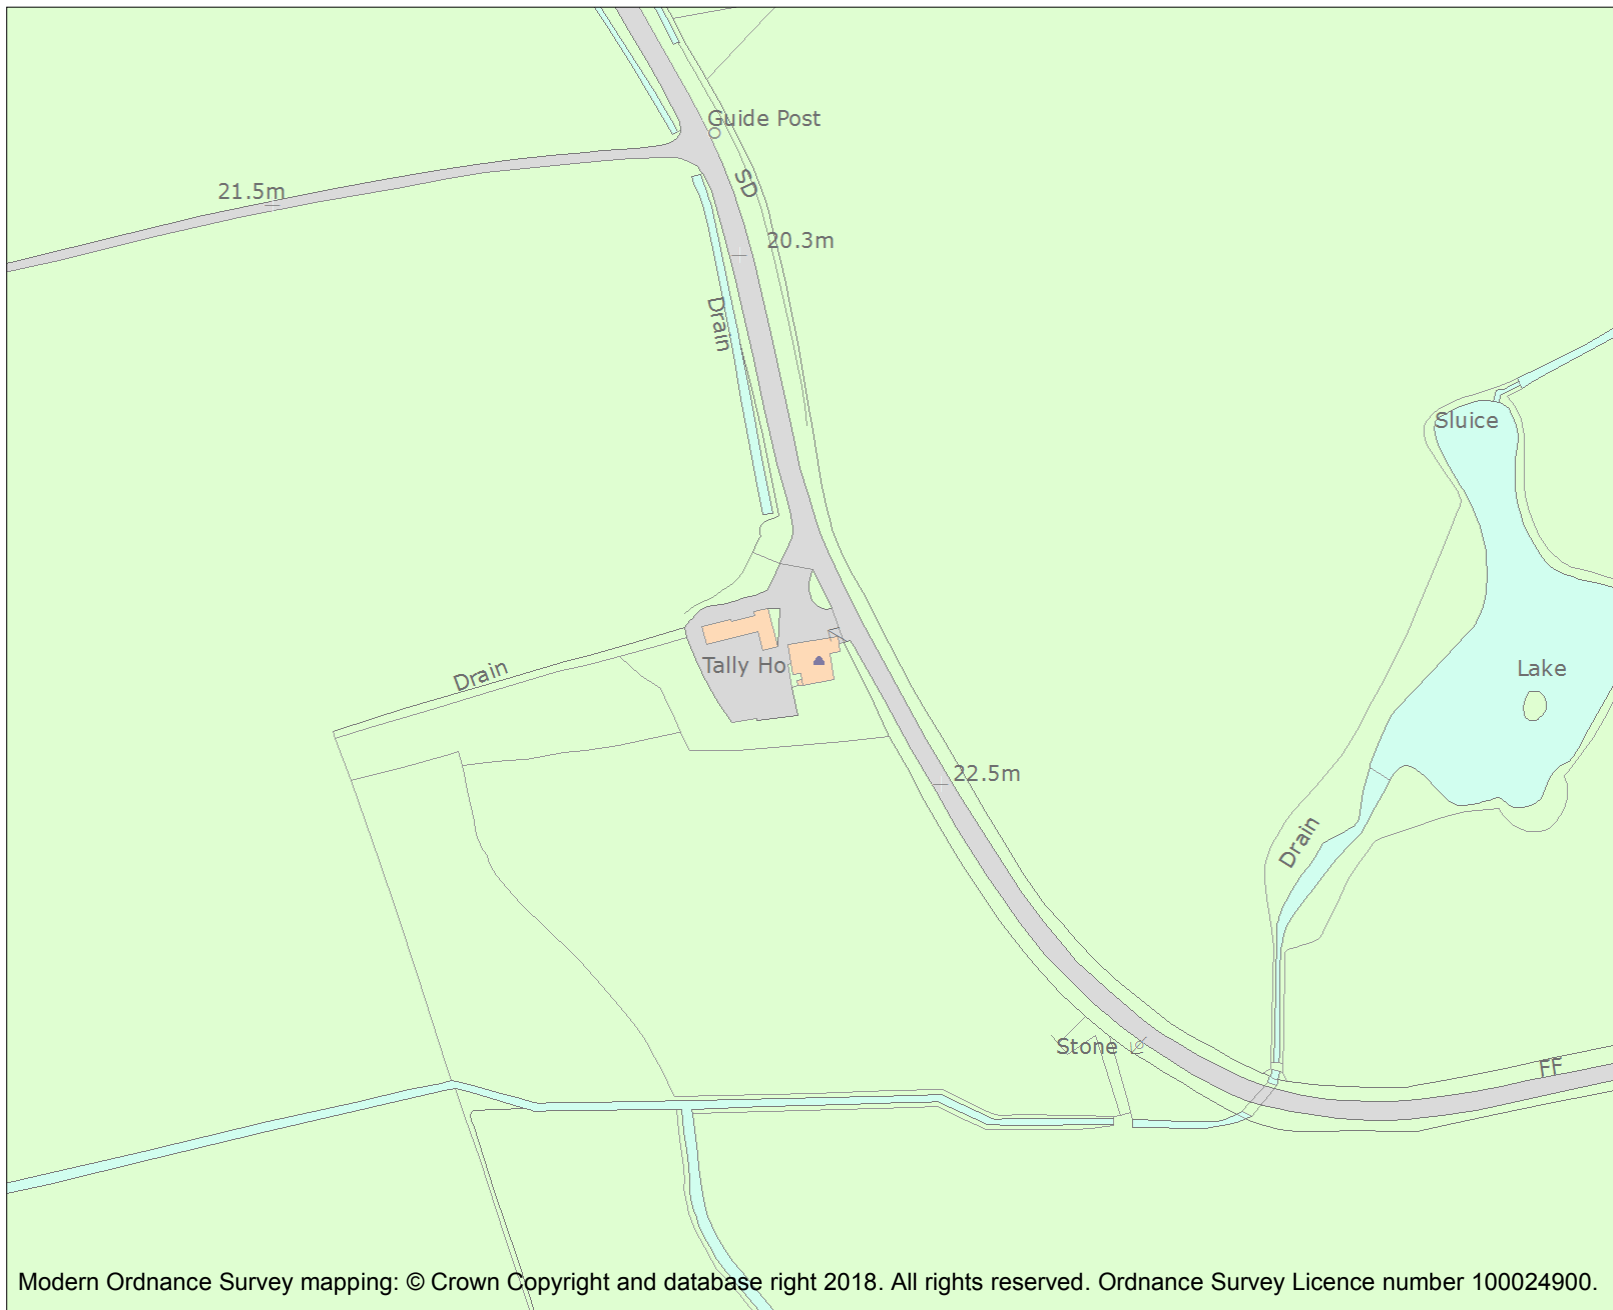 Guide Post
SD
21.5m
20.3m
Drain
Sluice
Tally Ho
Lake
Drain
22.5m
Drain
Stone
FF
Modern Ordnance Survey mapping: © Crown Copyright and database right 2018. All rights reserved. Ordnance Survey Licence number 100024900.